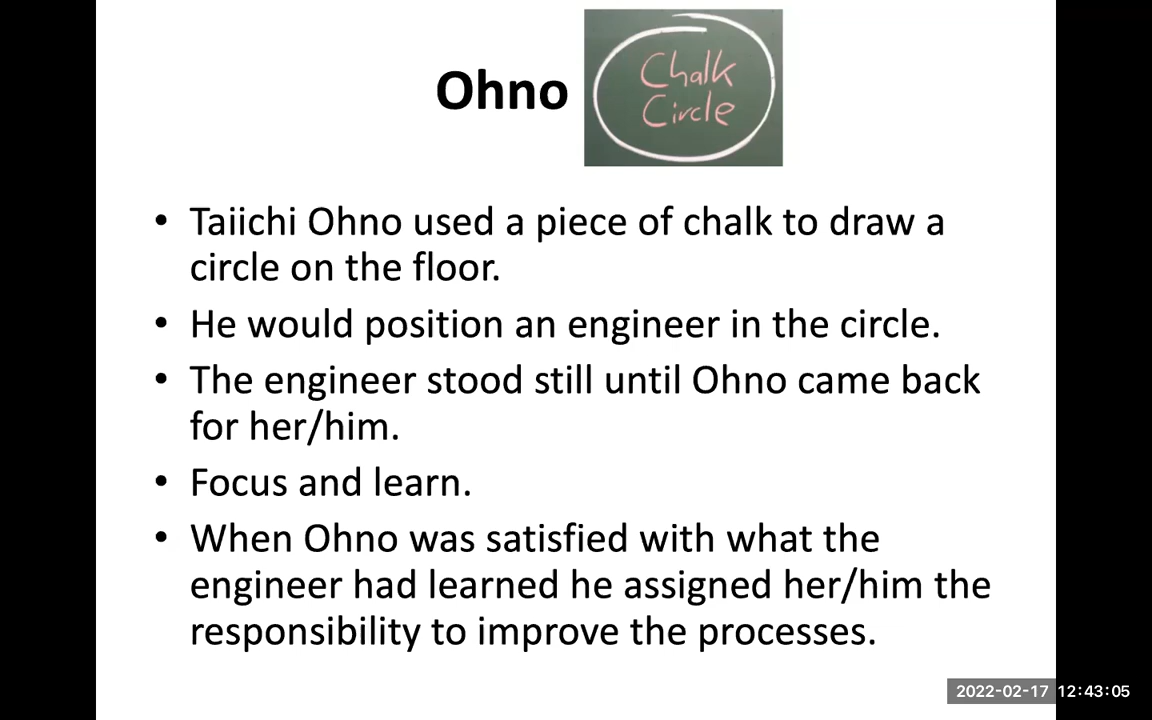 Ohno
Chalk
Circle
• Taiichi Ohno used a piece of chalk to draw a
circle on the floor.
• He would position an engineer in the circle.
• The engineer stood still until Ohno came back
for her/him.
• Focus and learn.
• When Ohno was satisfied with what the
engineer had learned he assigned her/him the
responsibility to improve the processes.
2022-02-17 12:43:05